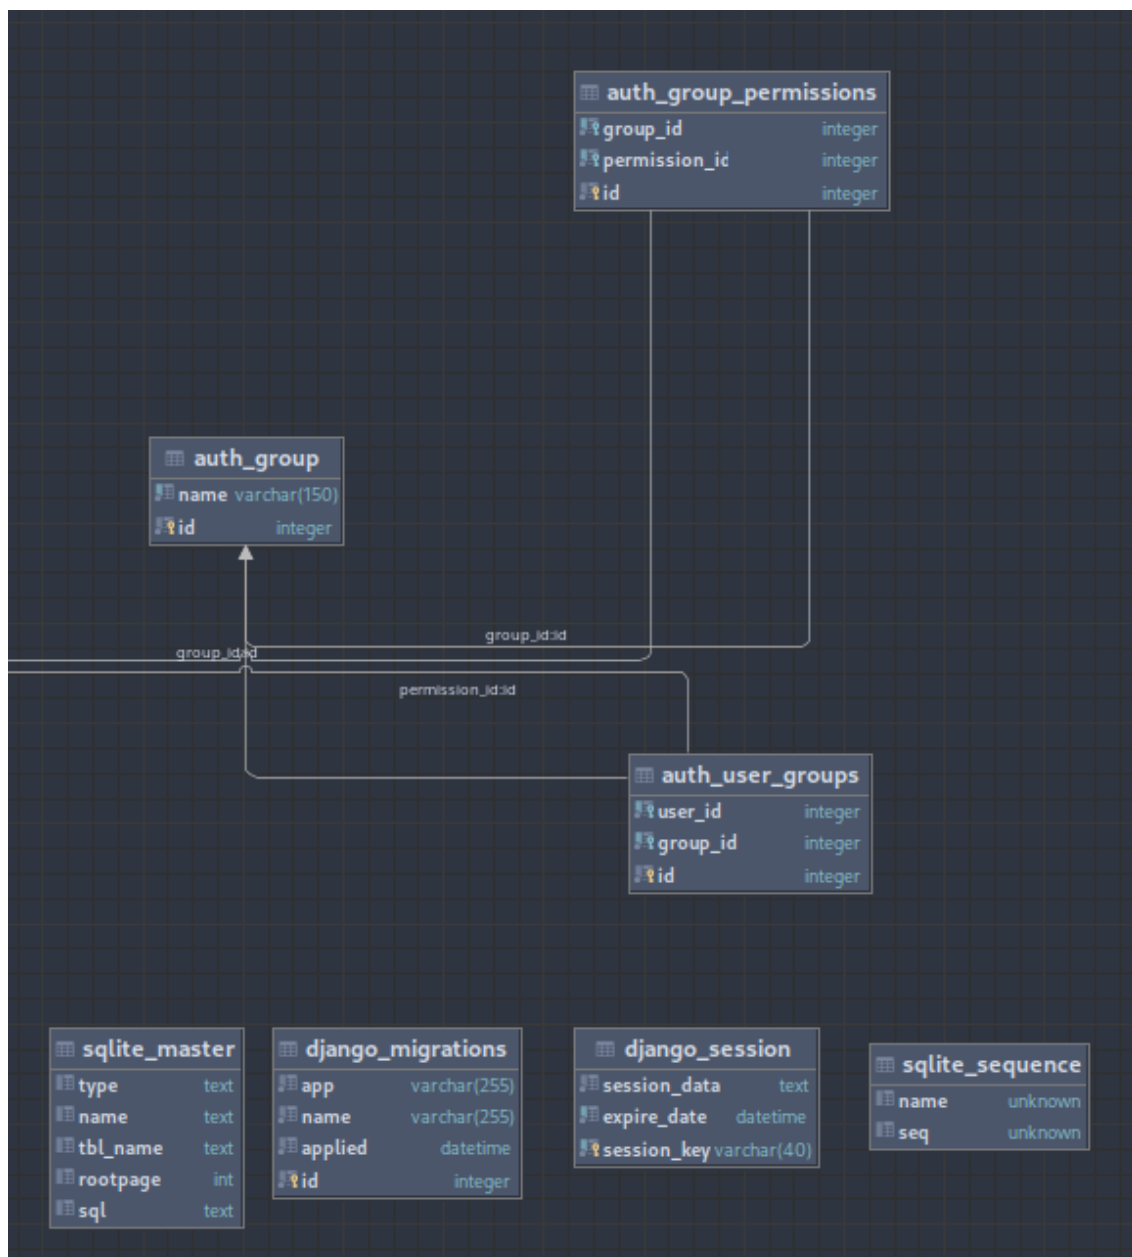 auth_group_permissions
group_id integer
permission_id integer
id integer
auth_group
name varchar(150)
id integer
group_id:id
group_id:id
permission_id:id
auth_user_groups
user_id integer
group_id integer
id integer
sqlite_master
type text
name text
tbl_name text
rootpage int
sql text
django_migrations
app varchar(255)
name varchar(255)
applied datetime
id integer
django_session
session_data text
expire_date datetime
session_key varchar(40)
sqlite_sequence
name unknown
seq unknown